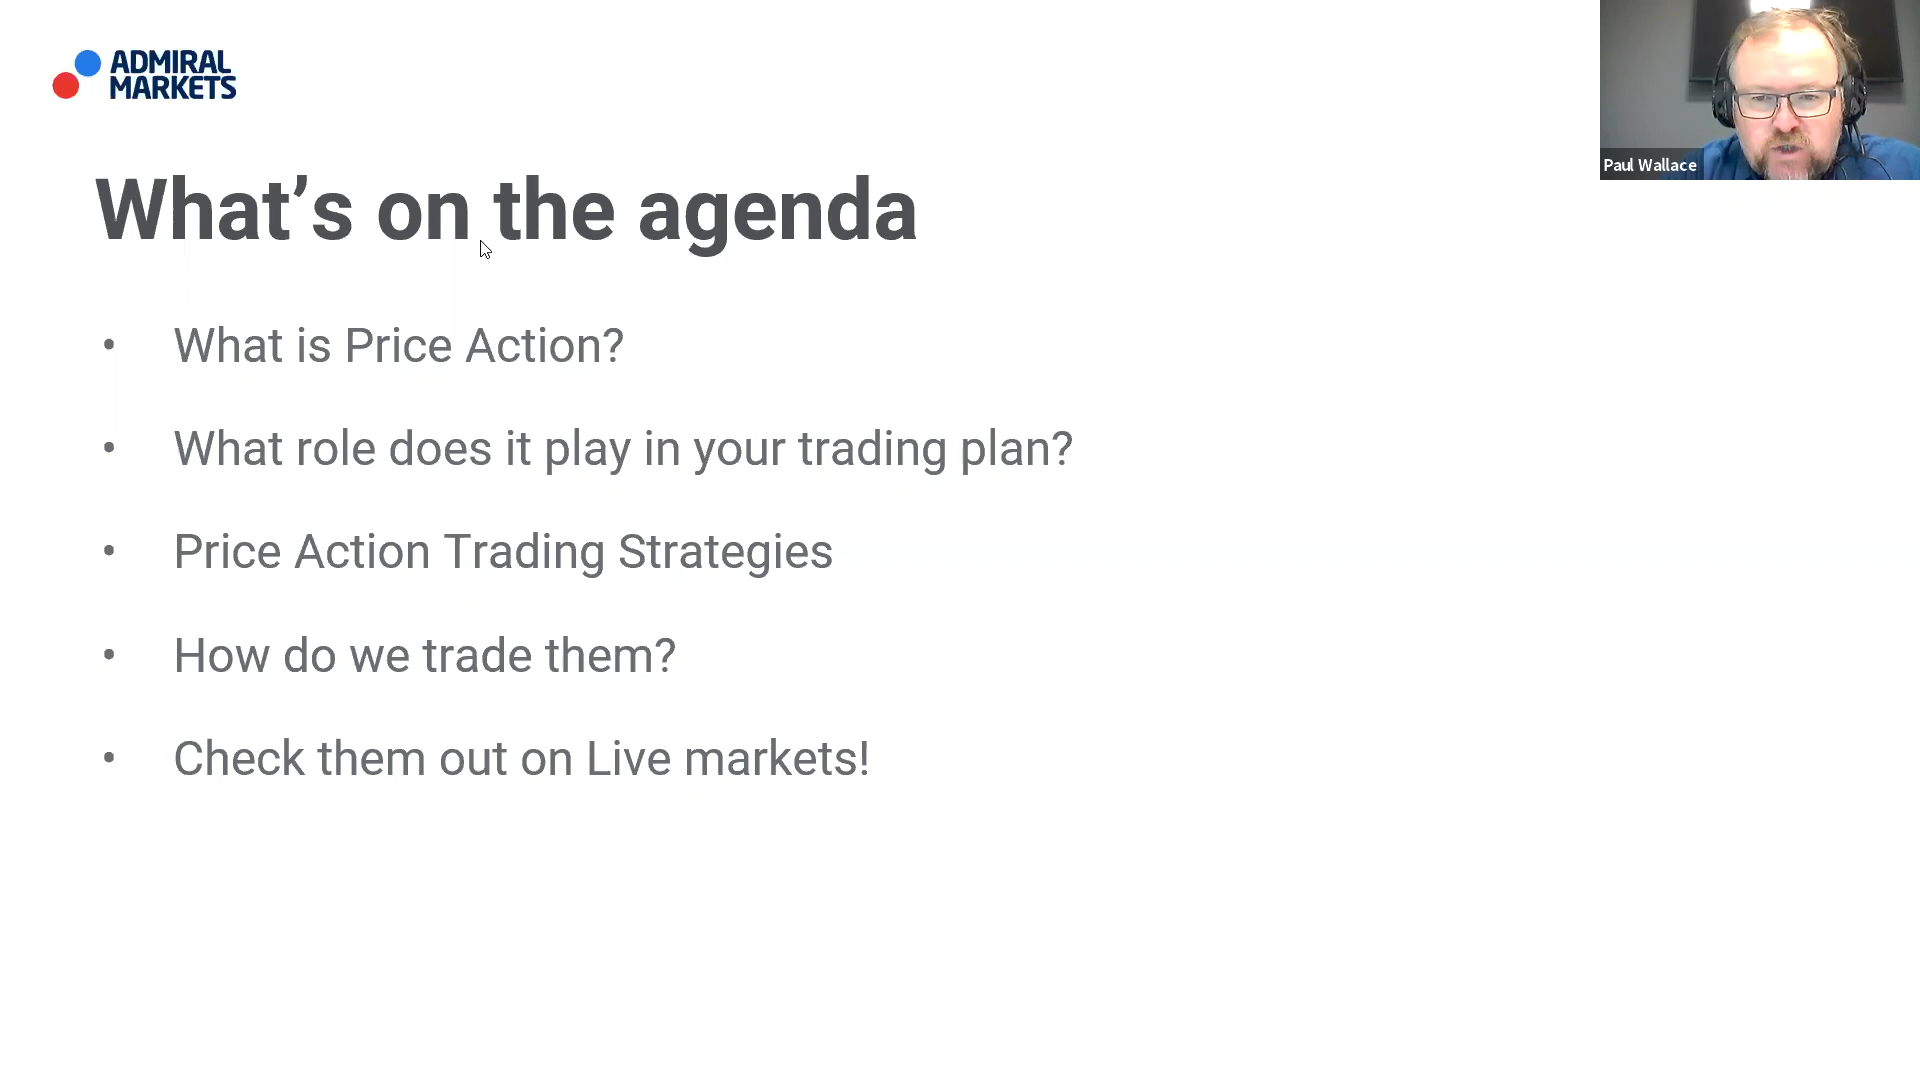 ADMIRAL
MARKETS
Paul Wallace
What’s on the agenda
• What is Price Action?
• What role does it play in your trading plan?
• Price Action Trading Strategies
• How do we trade them?
• Check them out on Live markets!